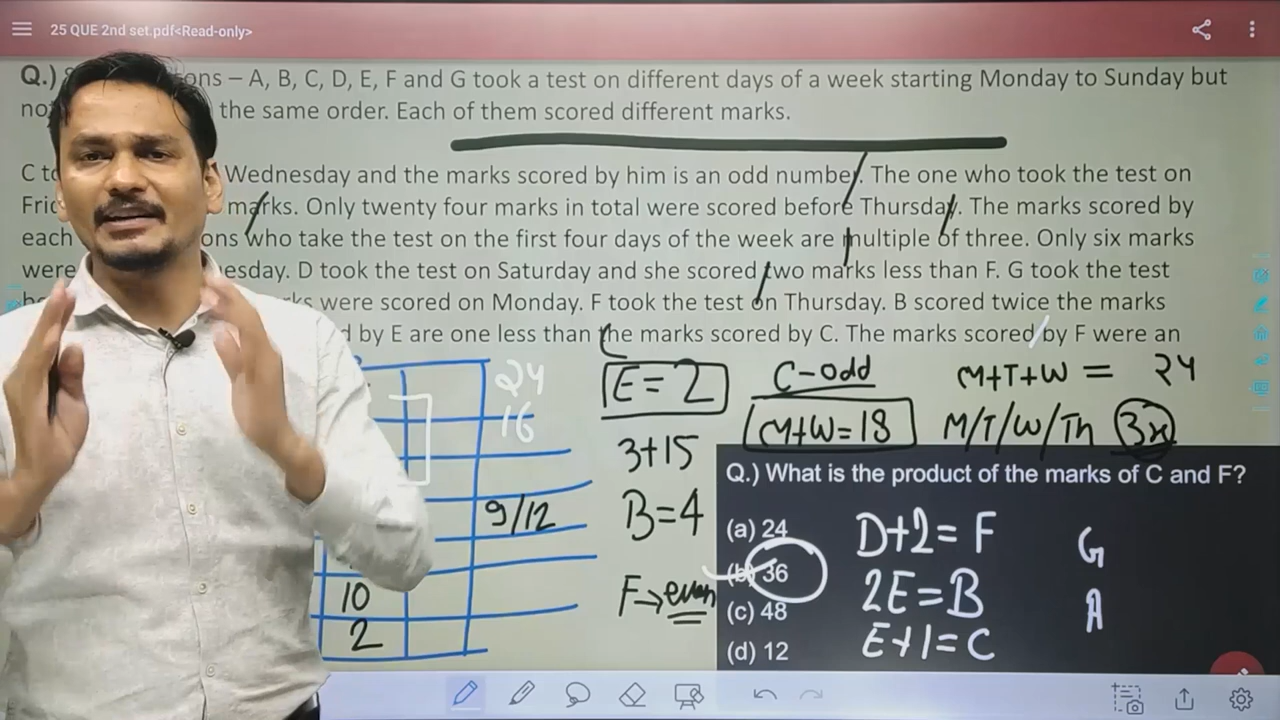 25 QUE 2nd set.pdf<Read-only>
Q.) ons – A, B, C, D, E, F and G took a test on different days of a week starting Monday to Sunday but
the same order. Each of them scored different marks.
C Wednesday and the marks scored by him is an odd number. The one who took the test on
marks. Only twenty four marks in total were scored before Thursday. The marks scored by
each ons who take the test on the first four days of the week are multiple of three. Only six marks
were esday. D took the test on Saturday and she scored two marks less than F. G took the test
rks were scored on Monday. F took the test on Thursday. B scored twice the marks
d by E are one less than the marks scored by C. The marks scored by F were an
24
16
9/12
10
2
E = 2
3+15
B=4
F→even
C-odd
M+W=18
M+T+W = 24
M/T/W/Th 3x
Q.) What is the product of the marks of C and F?
(a) 24
(b) 36
(c) 48
(d) 12
D+2= F
2E=B
E+1=C
G
A